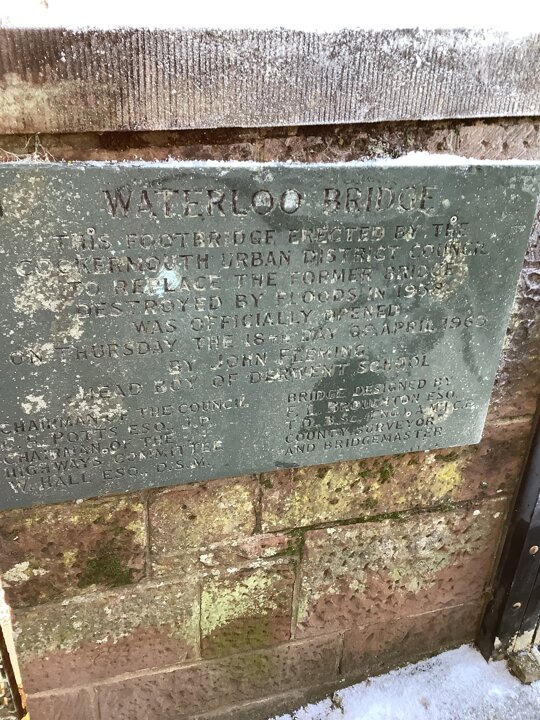 WATERLOO BRIDGE
THIS FOOTBRIDGE ERECTED BY THE
COCKERMOUTH URBAN DISTRICT COUNCIL
TO REPLACE THE FORMER BRIDGE
DESTROYED BY FLOODS IN 1958
WAS OFFICIALLY OPENED
ON THURSDAY THE 18TH DAY OF APRIL 1963
BY JOHN FLEMING
HEAD BOY OF DERWENT SCHOOL
CHAIRMAN OF THE COUNCIL
POTTS ESQ. J.P.
CHAIRMAN OF THE
HIGHWAYS COMMITTEE
W. HALL ESQ. D.S.M.
BRIDGE DESIGNED BY
BROUGHTON ESQ.
T.D. A.M.I.C.E.
COUNTY SURVEYOR
AND BRIDGEMASTER